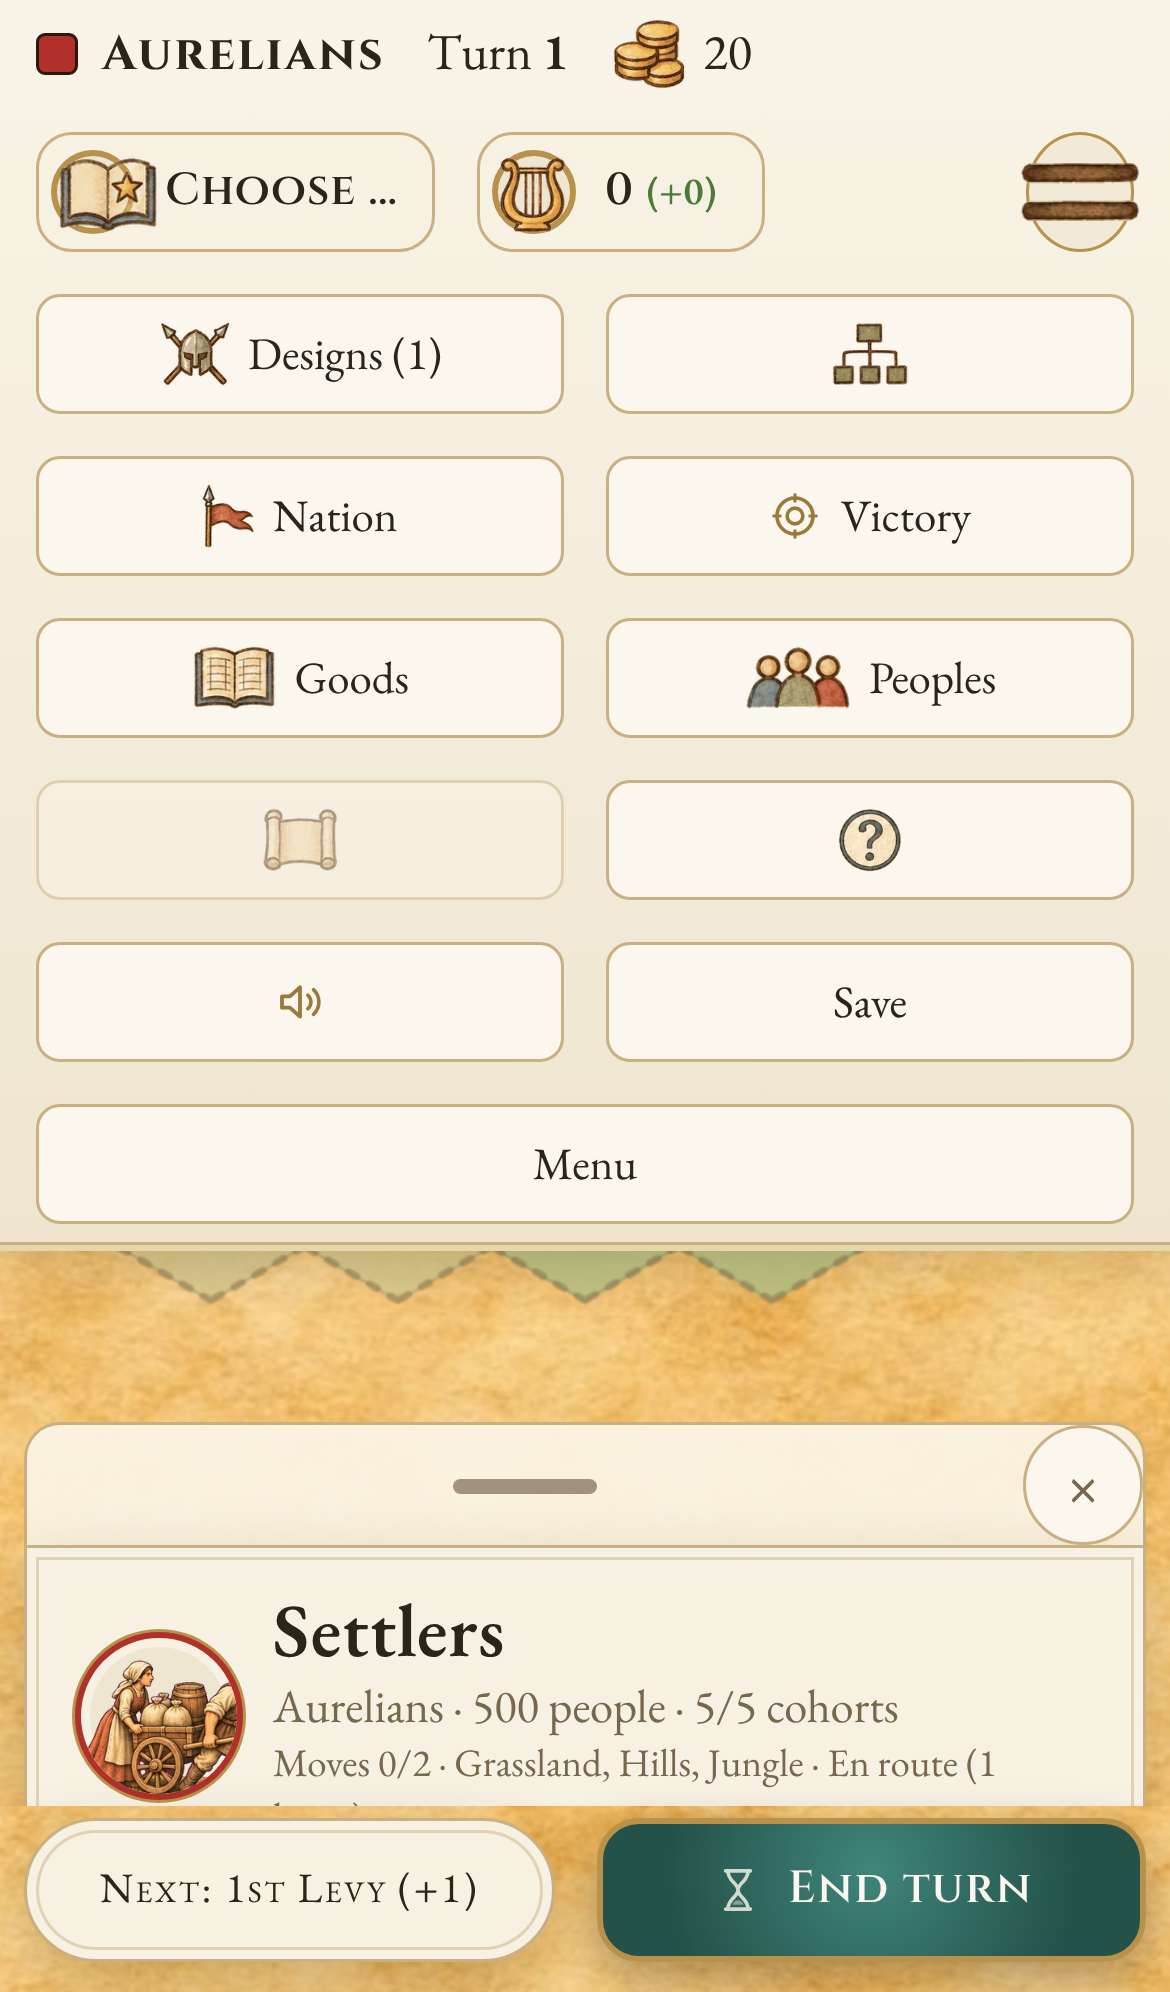 AURELIANS Turn 1 20
CHOOSE ... 0 (+0)
Designs (1)
Nation Victory
Goods Peoples
?
Save
Menu
×
Settlers
Aurelians · 500 people · 5/5 cohorts
Moves 0/2 · Grassland, Hills, Jungle · En route (1
NEXT: 1ST LEVY (+1) END TURN